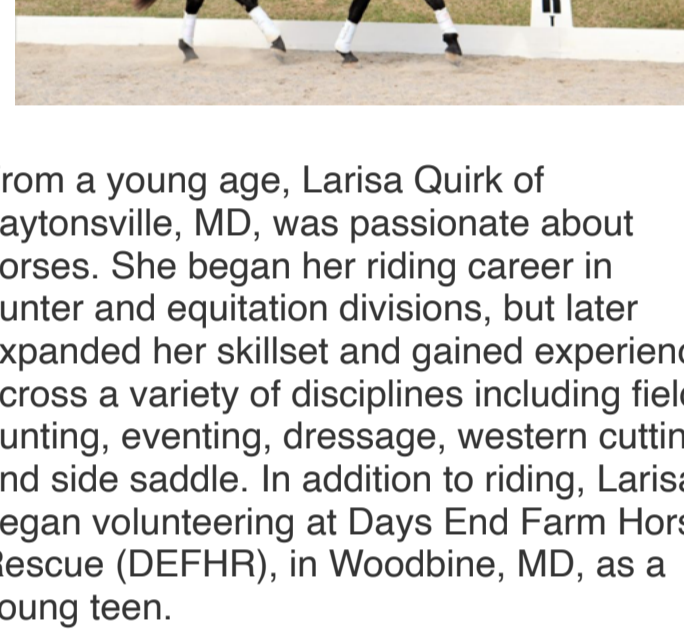 rom a young age, Larisa Quirk of
aytonsville, MD, was passionate about
orses. She began her riding career in
unter and equitation divisions, but later
xpanded her skillset and gained experienc
cross a variety of disciplines including fiel
unting, eventing, dressage, western cuttin
nd side saddle. In addition to riding, Laris
egan volunteering at Days End Farm Hors
Rescue (DEFHR), in Woodbine, MD, as a
oung teen.